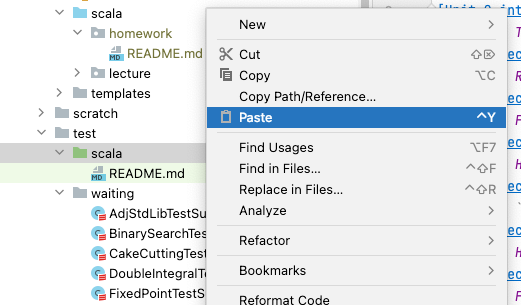 scala
homework
README.md
lecture
templates
scratch
test
scala
README.md
waiting
AdjStdLibTestSu
BinarySearchTest
CakeCuttingTest
DoubleIntegralTe
FixedPointTestS
New
Cut ⇧⌦
Copy ⌥C
Copy Path/Reference...
Paste ^Y
Find Usages ⌥F7
Find in Files... ^⇧F
Replace in Files... ^⇧R
Analyze
Refactor
Bookmarks
Reformat Code